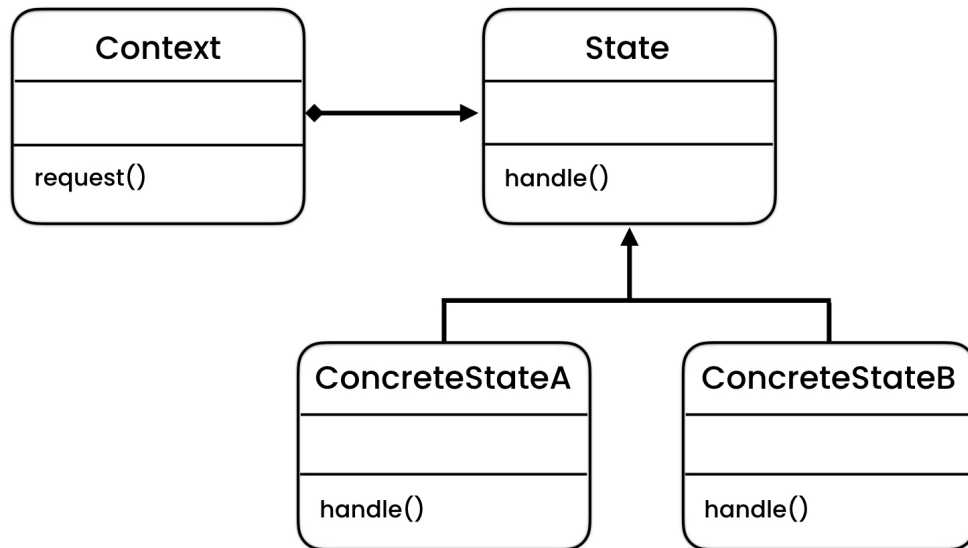 Context
State
request()
handle()
ConcreteStateA
ConcreteStateB
handle()
handle()